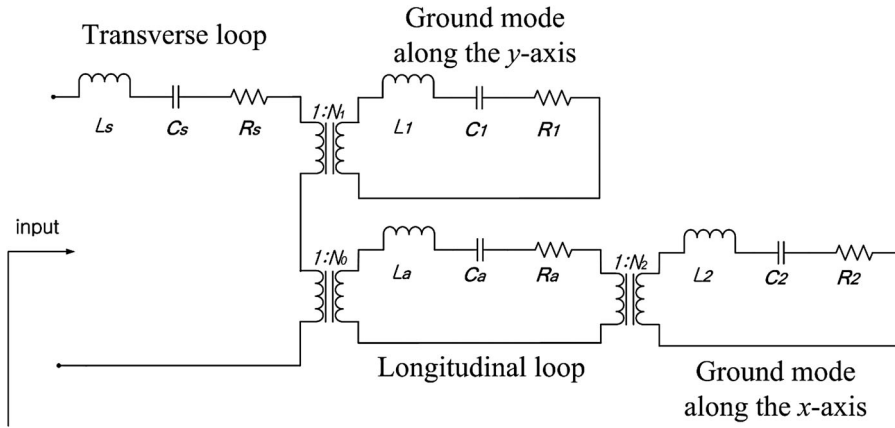 Transverse loop
Ground mode
along the y-axis
Ls
Cs
Rs
1:N1
L1
C1
R1
input
1:N0
La
Ca
Ra
1:N2
L2
C2
R2
Longitudinal loop
Ground mode
along the x-axis